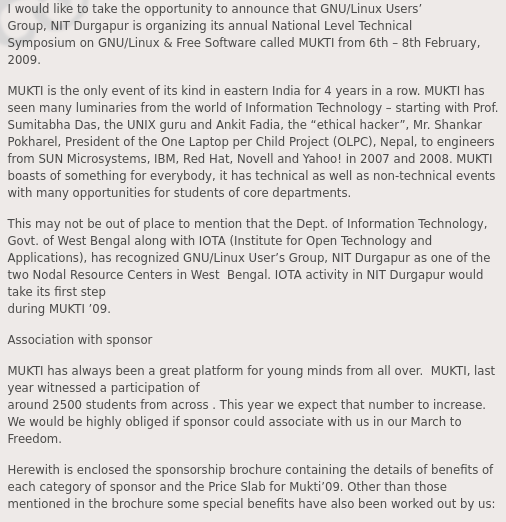 I would like to take the opportunity to announce that GNU/Linux Users’
Group, NIT Durgapur is organizing its annual National Level Technical
Symposium on GNU/Linux & Free Software called MUKTI from 6th – 8th February,
2009.
MUKTI is the only event of its kind in eastern India for 4 years in a row. MUKTI has
seen many luminaries from the world of Information Technology – starting with Prof.
Sumitabha Das, the UNIX guru and Ankit Fadia, the “ethical hacker”, Mr. Shankar
Pokharel, President of the One Laptop per Child Project (OLPC), Nepal, to engineers
from SUN Microsystems, IBM, Red Hat, Novell and Yahoo! in 2007 and 2008. MUKTI
boasts of something for everybody, it has technical as well as non-technical events
with many opportunities for students of core departments.
This may not be out of place to mention that the Dept. of Information Technology,
Govt. of West Bengal along with IOTA (Institute for Open Technology and
Applications), has recognized GNU/Linux User’s Group, NIT Durgapur as one of the
two Nodal Resource Centers in West  Bengal. IOTA activity in NIT Durgapur would
take its first step
during MUKTI ’09.
Association with sponsor
MUKTI has always been a great platform for young minds from all over.  MUKTI, last
year witnessed a participation of
around 2500 students from across . This year we expect that number to increase.
We would be highly obliged if sponsor could associate with us in our March to
Freedom.
Herewith is enclosed the sponsorship brochure containing the details of benefits of
each category of sponsor and the Price Slab for Mukti’09. Other than those
mentioned in the brochure some special benefits have also been worked out by us: